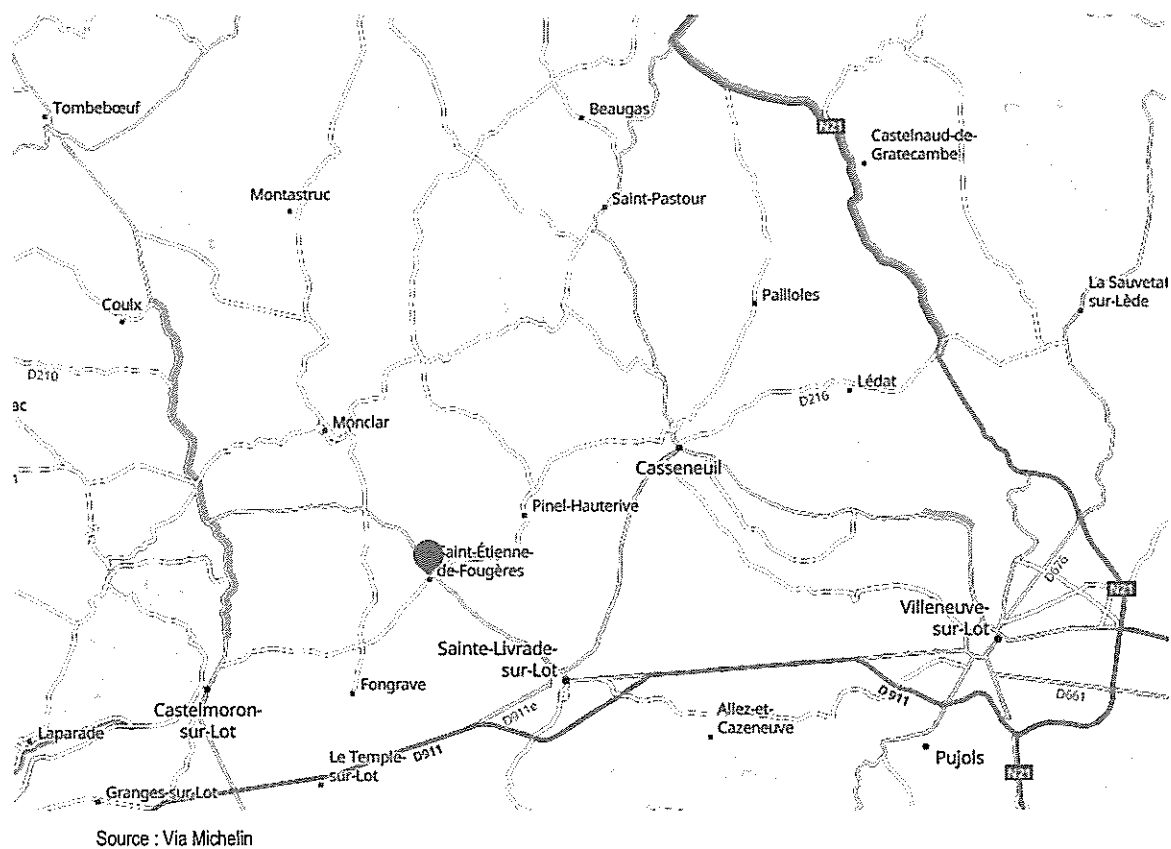 Tombebœuf
Beaugas
N21
Castelnaud-de-
Gratecambe
Montastruc
Saint-Pastour
Coulx
Pailloles
La Sauvetat
sur-Lède
D210
ac
Monclar
Lédat
D216
Casseneuil
Pinel-Hauterive
Saint-Étienne-
de-Fougères
D676
N21
Villeneuve-
sur-Lot
Sainte-Livrade-
sur-Lot
Fongrave
D911
D661
Castelmoron-
sur-Lot
D911e
Allez-et-
Cazeneuve
Laparade
D911
Le Temple-
sur-Lot
Pujols
N21
Granges-sur-Lot
Source : Via Michelin